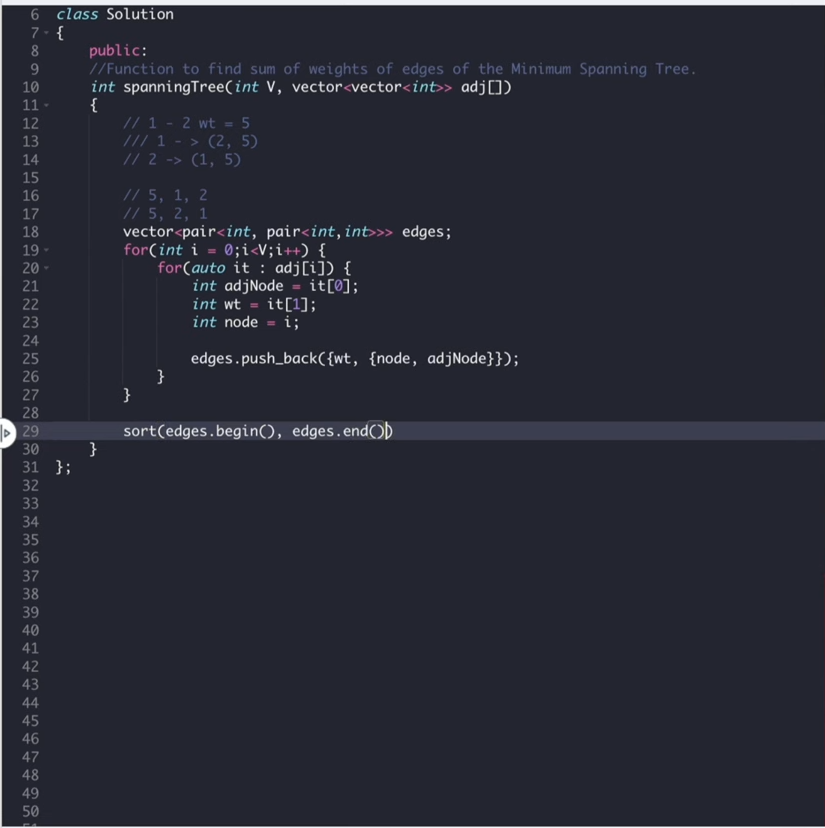 6 class Solution
7 {
8 public:
9 //Function to find sum of weights of edges of the Minimum Spanning Tree.
10 int spanningTree(int V, vector<vector<int>> adj[])
11 {
12 // 1 - 2 wt = 5
13 /// 1 - > (2, 5)
14 // 2 -> (1, 5)
15
16 // 5, 1, 2
17 // 5, 2, 1
18 vector<pair<int, pair<int,int>>> edges;
19 for(int i = 0;i<V;i++) {
20 for(auto it : adj[i]) {
21 int adjNode = it[0];
22 int wt = it[1];
23 int node = i;
24
25 edges.push_back({wt, {node, adjNode}});
26 }
27 }
28
29 sort(edges.begin(), edges.end())
30 }
31 };
32
33
34
35
36
37
38
39
40
41
42
43
44
45
46
47
48
49
50